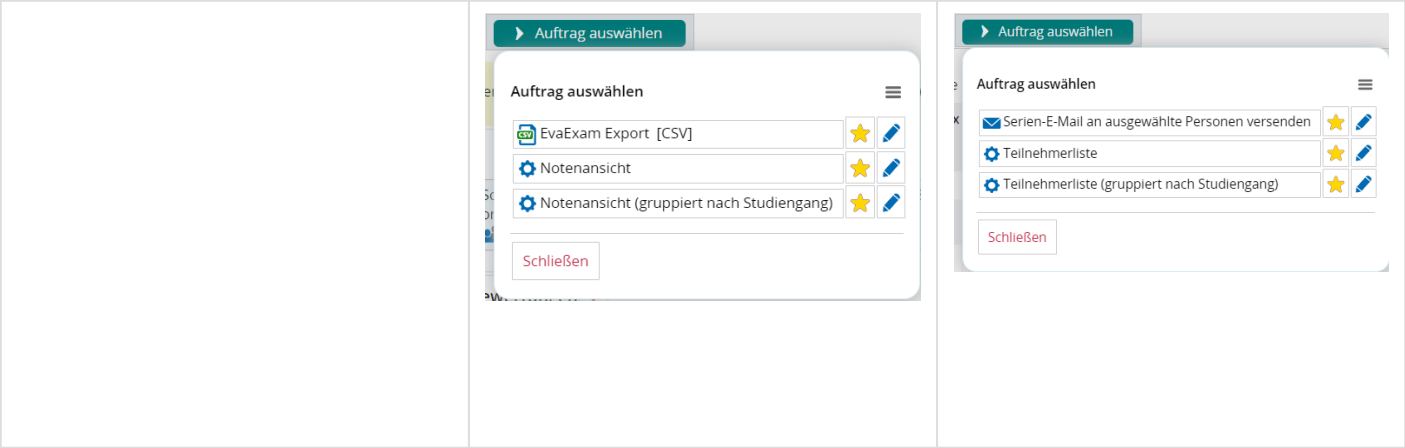 Auftrag auswählen
Auftrag auswählen
EvaExam Export [CSV]
Notenansicht
Notenansicht (gruppiert nach Studiengang)
Schließen
Auftrag auswählen
Auftrag auswählen
Serien-E-Mail an ausgewählte Personen versenden
Teilnehmerliste
Teilnehmerliste (gruppiert nach Studiengang)
Schließen